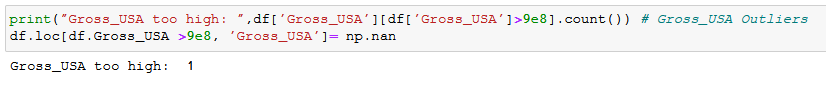 print("Gross_USA too high: ",df['Gross_USA'][df['Gross_USA']>9e8].count()) # Gross_USA Outliers
df.loc[df.Gross_USA >9e8, 'Gross_USA']= np.nan
Gross_USA too high:  1